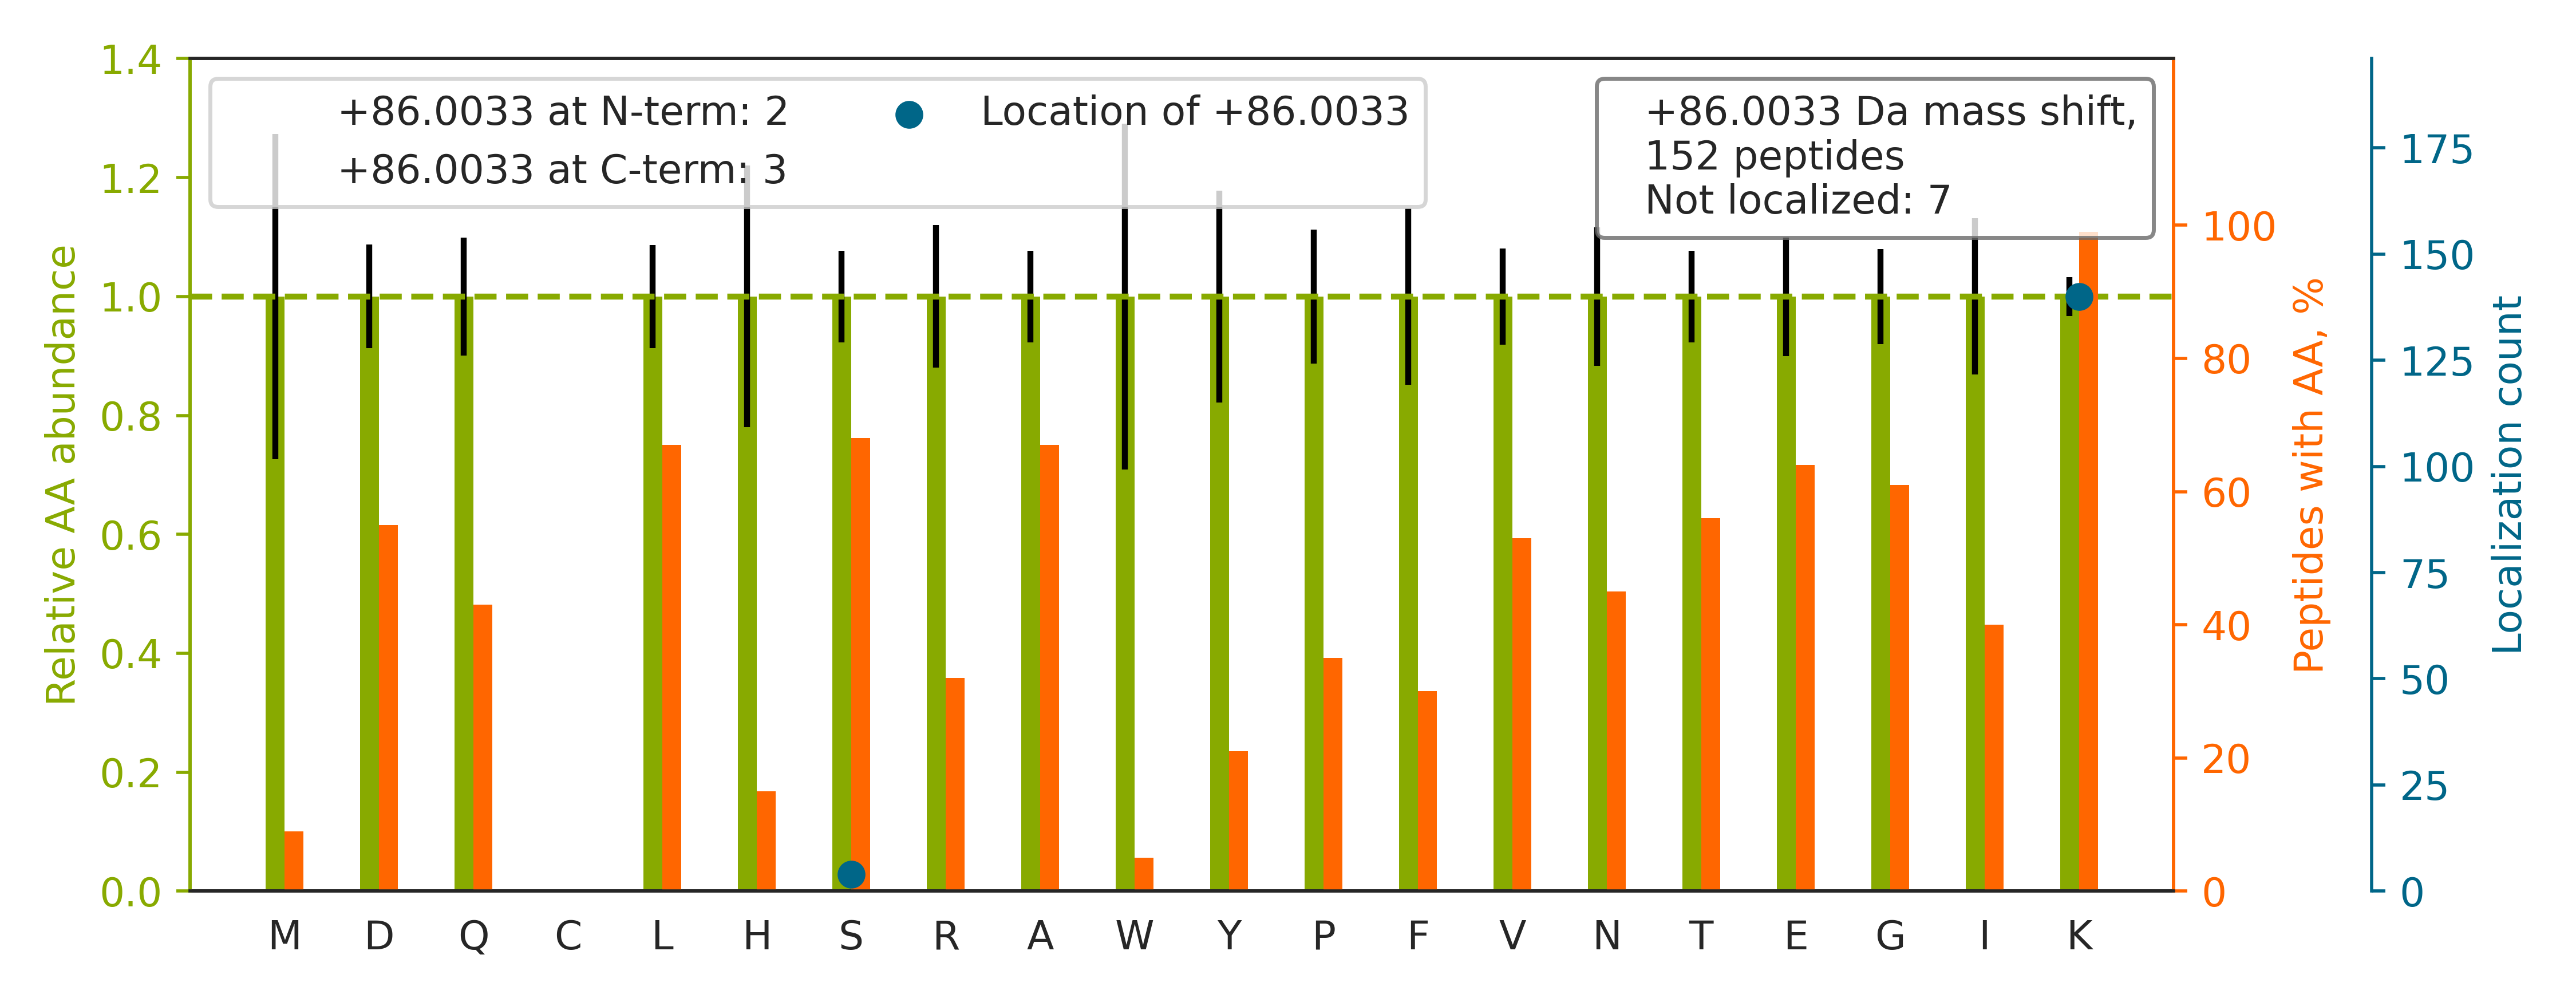 +86.0033 at N-term: 2
+86.0033 at C-term: 3
Location of +86.0033
+86.0033 Da mass shift,
152 peptides
Not localized: 7
Relative AA abundance
1.4
1.2
1.0
0.8
0.6
0.4
0.2
0.0
M D Q C L H S R A W Y P F V N T E G I K
100
80
60
40
20
0
Peptides with AA, %
175
150
125
100
75
50
25
0
Localization count